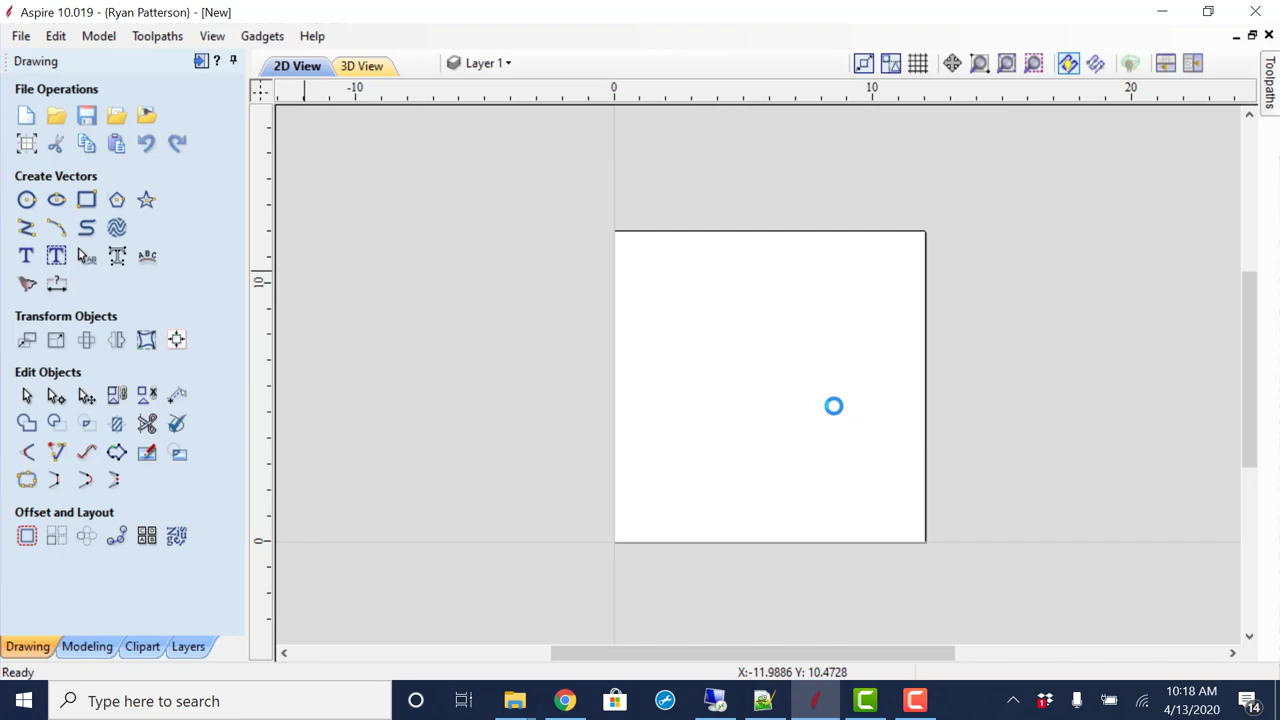 Aspire 10.019 - {Ryan Patterson} - [New]
File Edit Model Toolpaths View Gadgets Help
Drawing
2D View
3D View
Layer 1
Toolpaths
File Operations
-10 0 10 20
Create Vectors
10
0
Transform Objects
Edit Objects
Offset and Layout
Drawing Modeling Clipart Layers
Ready
X:-11.9886 Y: 10.4728
Type here to search
10:18 AM
4/13/2020
14